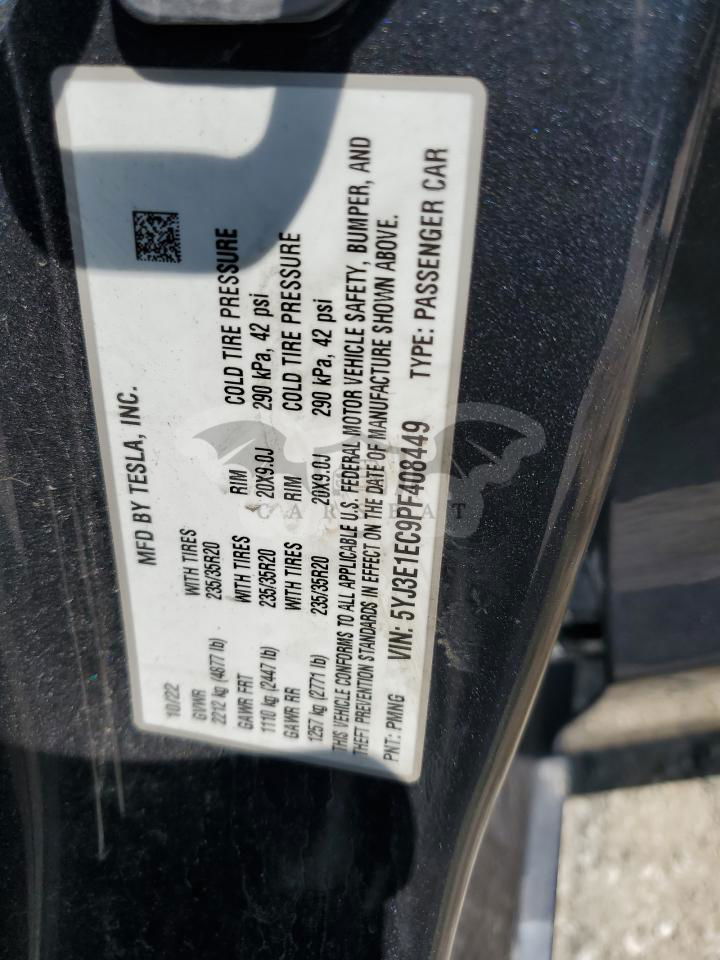 MFD BY TESLA, INC.
10/22
GVWR WITH TIRES RIM COLD TIRE PRESSURE
2212 kg (4877 lb) 235/35R20 20X9.0J 290 kPa, 42 psi
GAWR FRT WITH TIRES RIM COLD TIRE PRESSURE
1110 kg (2447 lb) 235/35R20 20X9.0J 290 kPa, 42 psi
GAWR RR WITH TIRES
1257 kg (2771 lb) 235/35R20
THIS VEHICLE CONFORMS TO ALL APPLICABLE U.S. FEDERAL MOTOR VEHICLE SAFETY, BUMPER, AND
THEFT PREVENTION STANDARDS IN EFFECT ON THE DATE OF MANUFACTURE SHOWN ABOVE.
PNT: PMNG VIN: 5YJ3E1EC9PF408449 TYPE: PASSENGER CAR